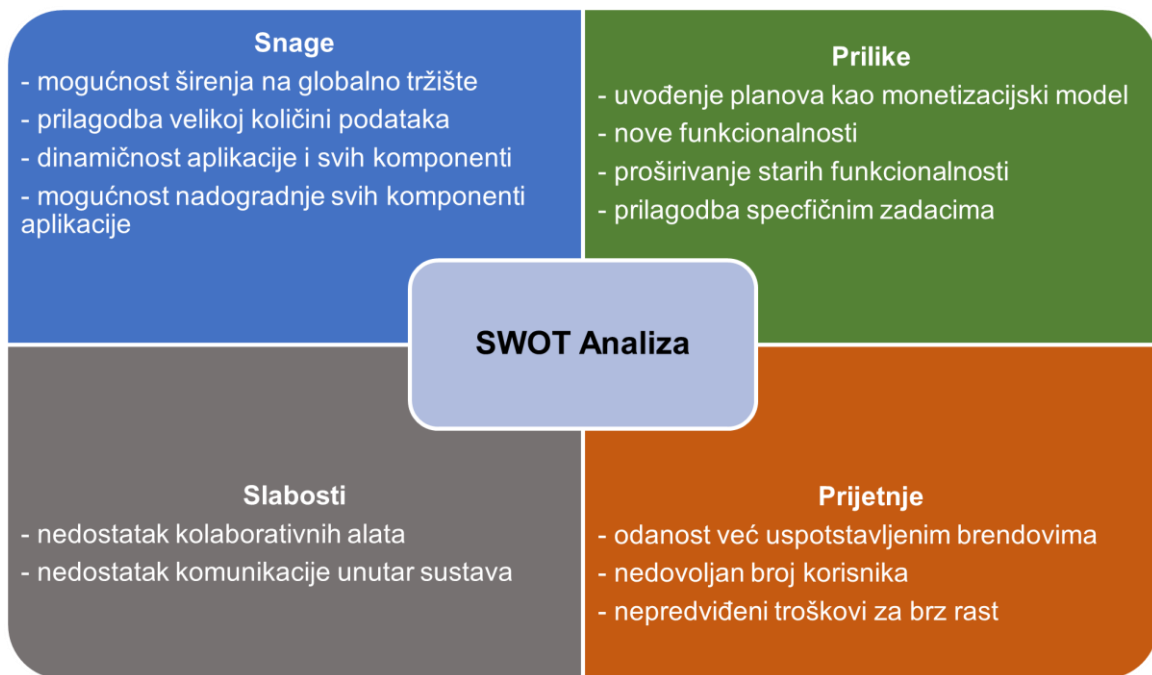 Snage
- mogućnost širenja na globalno tržište
- prilagodba velikoj količini podataka
- dinamičnost aplikacije i svih komponenti
- mogućnost nadogradnje svih komponenti
aplikacije
Prilike
- uvođenje planova kao monetizacijski model
- nove funkcionalnosti
- proširivanje starih funkcionalnosti
- prilagodba specfičnim zadacima
SWOT Analiza
Slabosti
- nedostatak kolaborativnih alata
- nedostatak komunikacije unutar sustava
Prijetnje
- odanost već uspotstavljenim brendovima
- nedovoljan broj korisnika
- nepredviđeni troškovi za brz rast